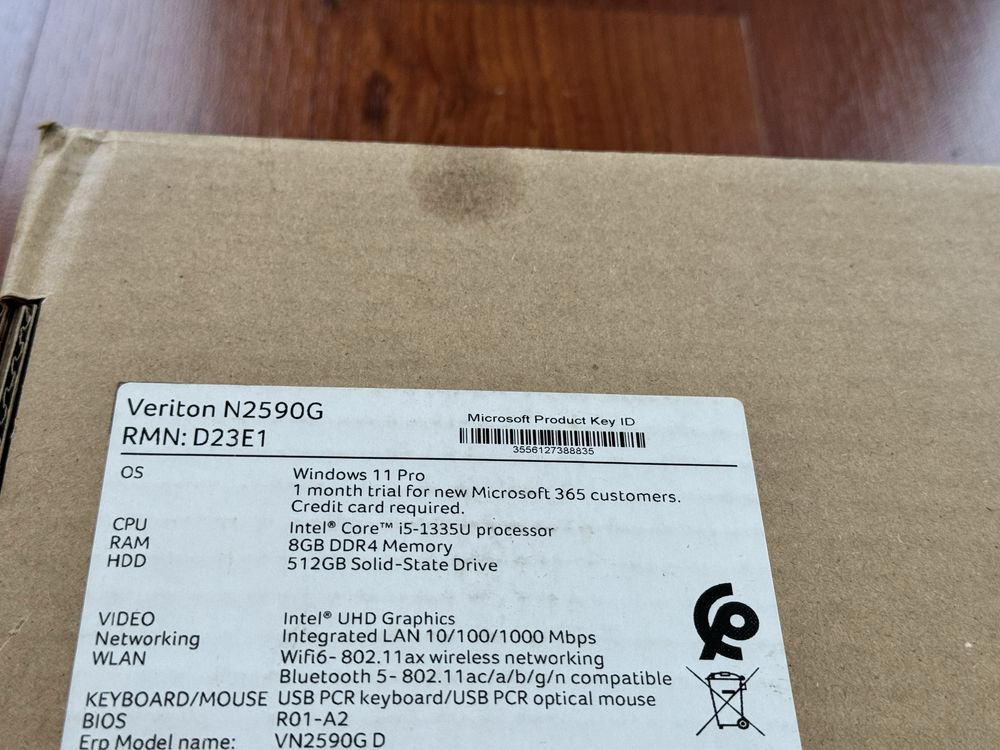 Veriton N2590G
RMN: D23E1
Microsoft Product Key ID
3556127388835
OS Windows 11 Pro
1 month trial for new Microsoft 365 customers.
Credit card required.
CPU Intel® Core™ i5-1335U processor
RAM 8GB DDR4 Memory
HDD 512GB Solid-State Drive
VIDEO Intel® UHD Graphics
Networking Integrated LAN 10/100/1000 Mbps
WLAN Wifi6- 802.11ax wireless networking
Bluetooth 5- 802.11ac/a/b/g/n compatible
KEYBOARD/MOUSE USB PCR keyboard/USB PCR optical mouse
BIOS R01-A2
Erp Model name: VN2590G D